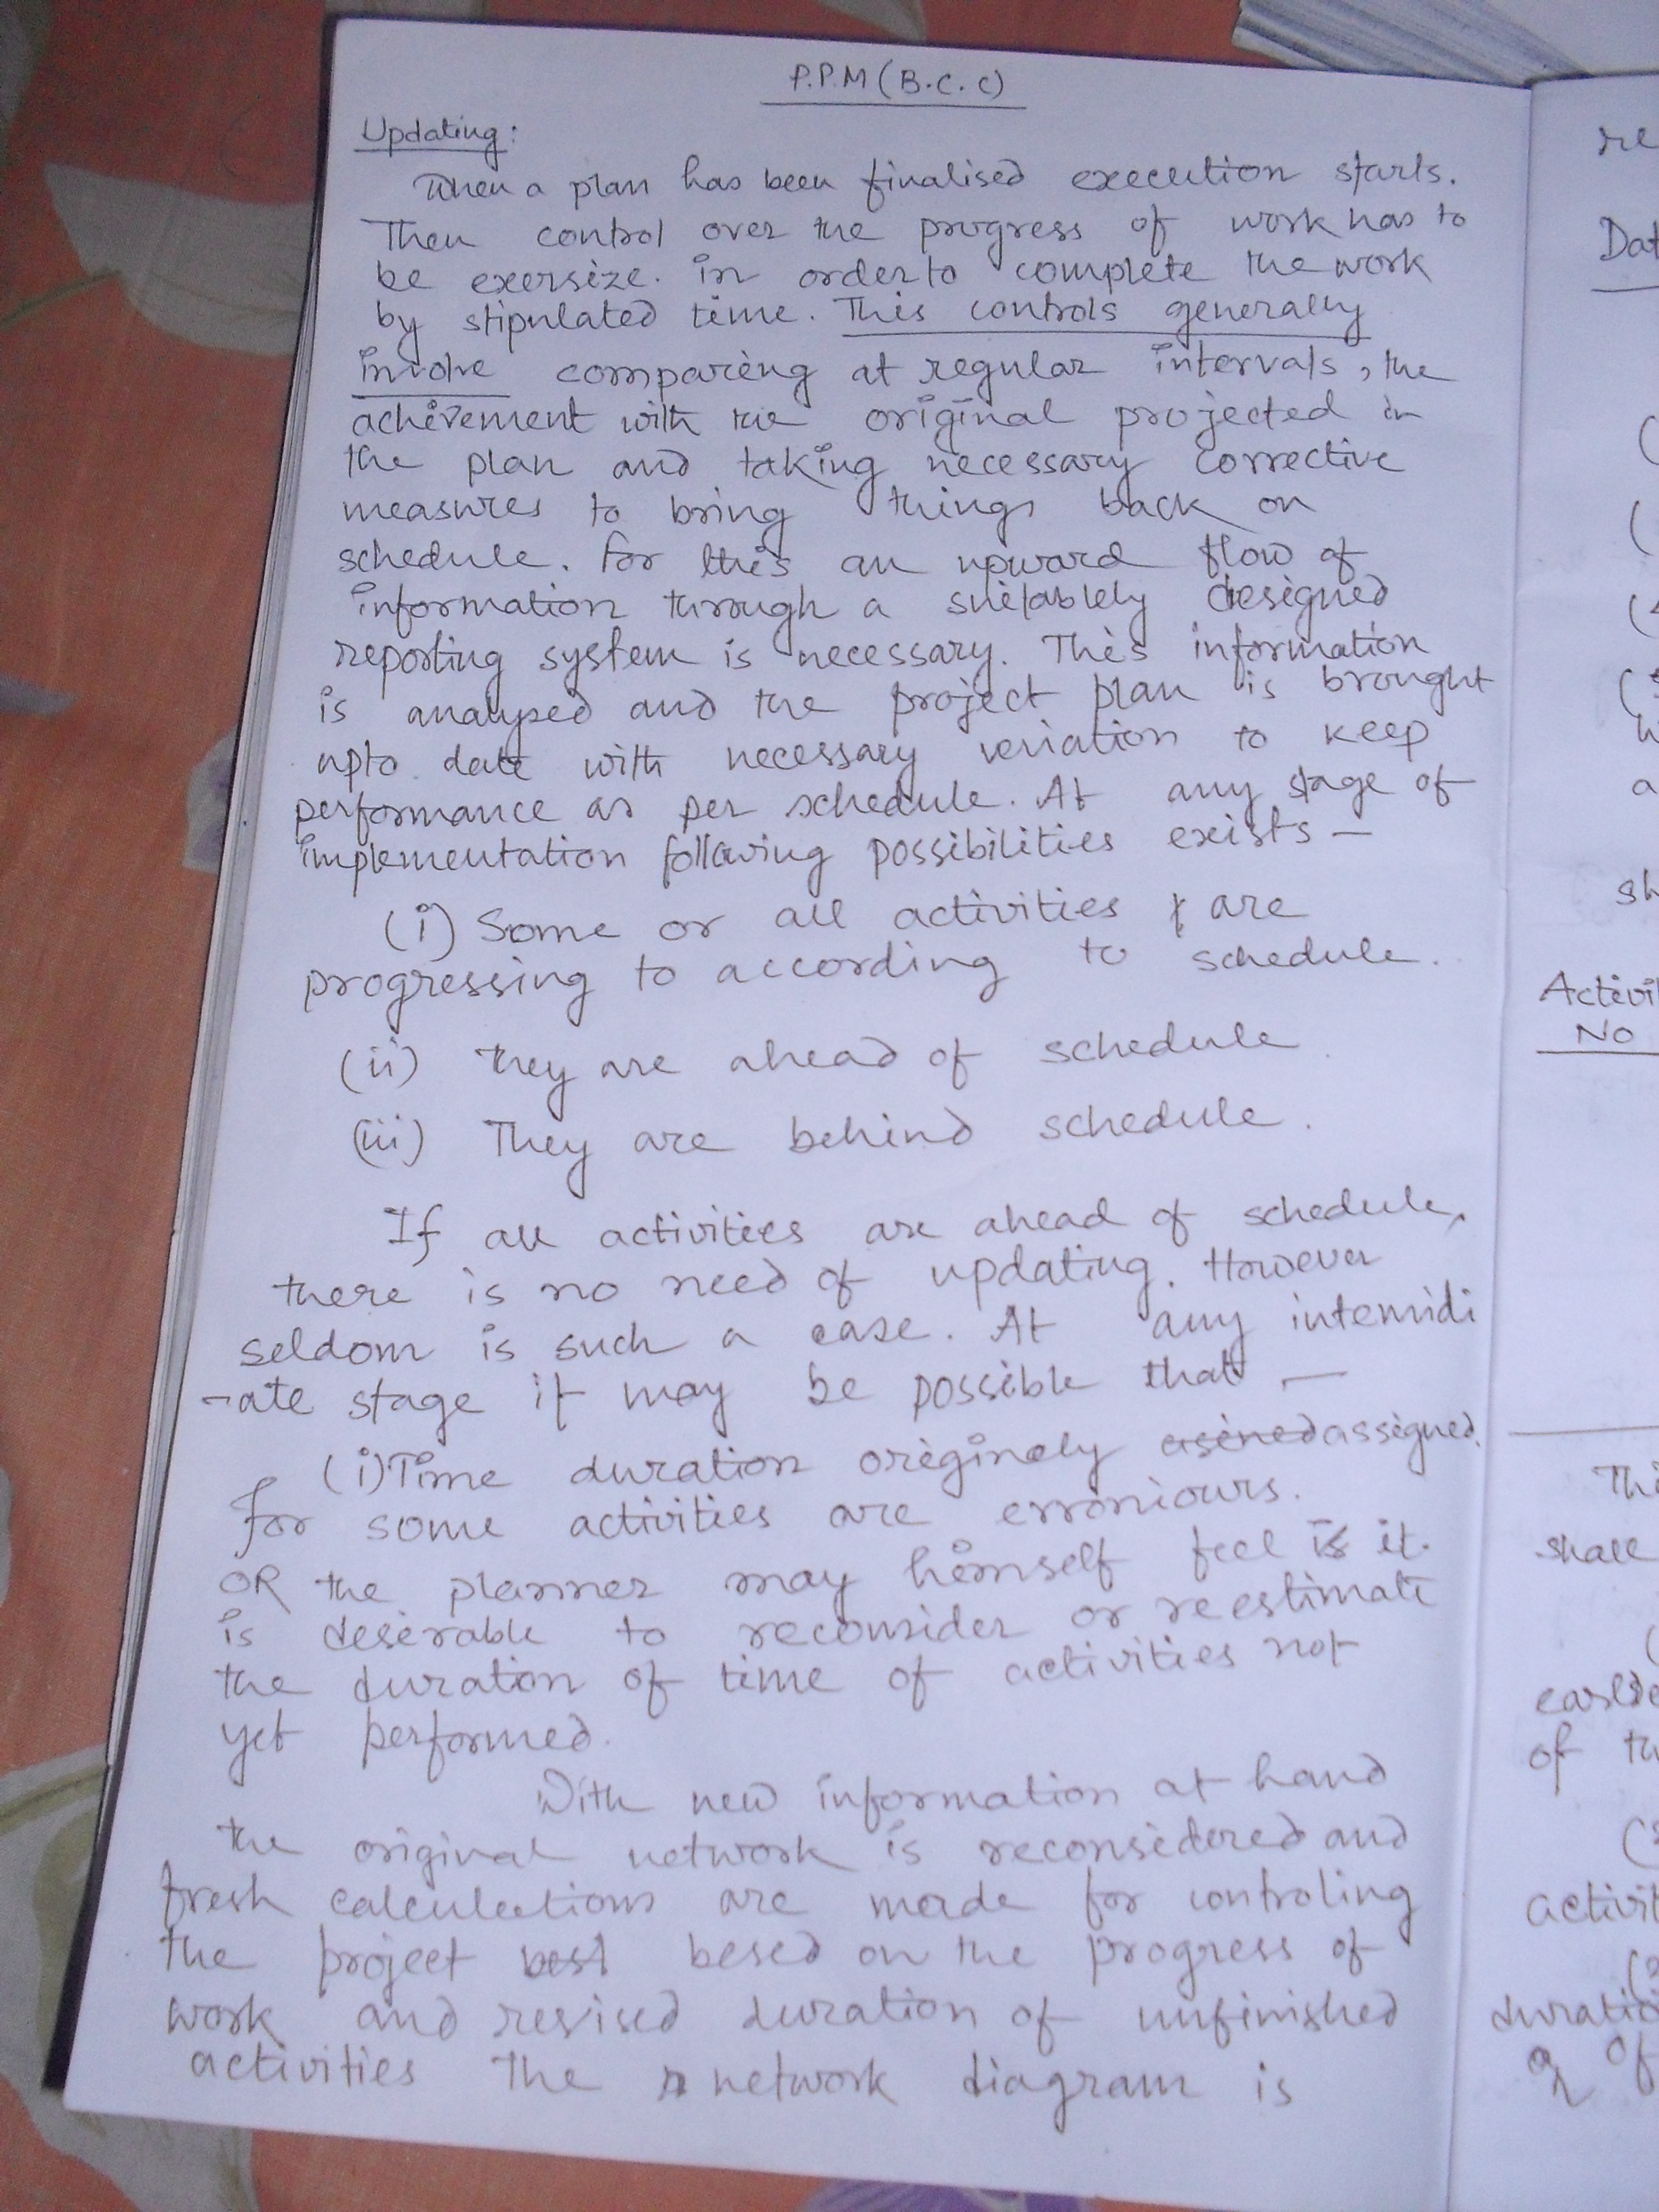 P.P.M (B.C.C)
Updating:
When a plan has been finalised execution starts.
Then control over the progress of work has to
be exersize. in order to complete the work
by stipulated time. This controls generally
involve comparing at regular intervals, the
achivement with the original projected in
the plan and taking necessary corrective
measures to bring things back on
schedule. for this an upward flow of
information through a suitablely designed
reporting system is necessary. This information
is analysed and the project plan is brought
upto date with necessary veriation to keep
performance as per schedule. At any stage of
implementation following possibilities exists —
(i) Some or all activities are
progressing to according to schedule.
(ii) They are ahead of schedule
(iii) They are behind schedule.
If all activities are ahead of schedule,
there is no need of updating. However
seldom is such a case. At any intermidi
-ate stage it may be possible that —
(i) Time duration originaly assigned.
for some activities are erroniours.
OR the planner may himself feel it.
is desirable to reconsider or reestimate
the duration of time of activities not
yet performed.
With new information at hand
the original network is reconsidered and
fresh calculations are made for controling
the project besed on the progress of
work and revised duration of unfinished
activities The network diagram is
re
Dat
Activi
No
Thi
shall
of
activit
duratio
of